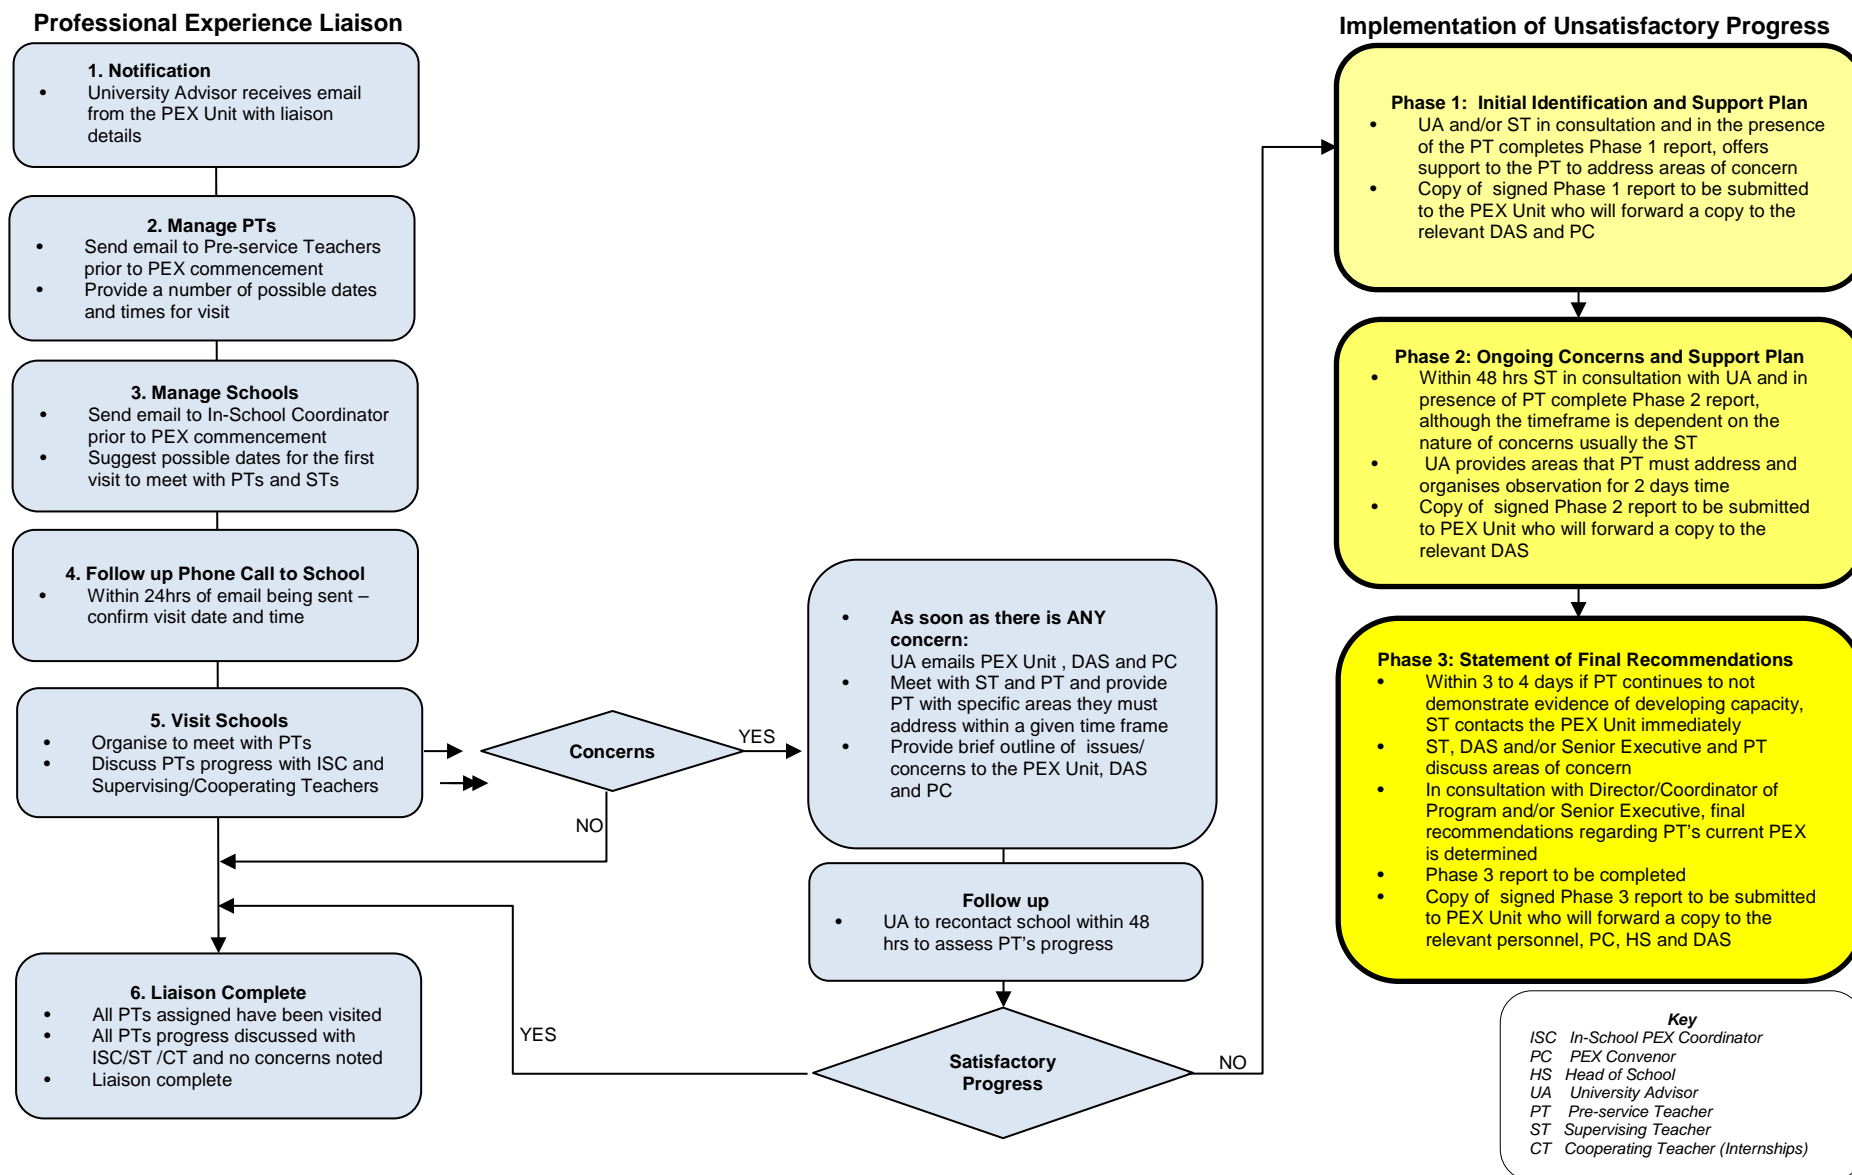 Professional Experience Liaison
1. Notification
• University Advisor receives email
from the PEX Unit with liaison
details
2. Manage PTs
• Send email to Pre-service Teachers
prior to PEX commencement
• Provide a number of possible dates
and times for visit
3. Manage Schools
• Send email to In-School Coordinator
prior to PEX commencement
• Suggest possible dates for the first
visit to meet with PTs and STs
4. Follow up Phone Call to School
• Within 24hrs of email being sent –
confirm visit date and time
5. Visit Schools
• Organise to meet with PTs
• Discuss PTs progress with ISC and
Supervising/Cooperating Teachers
Concerns
YES
NO
• As soon as there is ANY
concern:
UA emails PEX Unit , DAS and PC
• Meet with ST and PT and provide
PT with specific areas they must
address within a given time frame
• Provide brief outline of issues/
concerns to the PEX Unit, DAS
and PC
Follow up
• UA to recontact school within 48
hrs to assess PT’s progress
Satisfactory
Progress
YES
NO
6. Liaison Complete
• All PTs assigned have been visited
• All PTs progress discussed with
ISC/ST /CT and no concerns noted
• Liaison complete
Implementation of Unsatisfactory Progress
Phase 1: Initial Identification and Support Plan
• UA and/or ST in consultation and in the presence
of the PT completes Phase 1 report, offers
support to the PT to address areas of concern
• Copy of signed Phase 1 report to be submitted
to the PEX Unit who will forward a copy to the
relevant DAS and PC
Phase 2: Ongoing Concerns and Support Plan
• Within 48 hrs ST in consultation with UA and in
presence of PT complete Phase 2 report,
although the timeframe is dependent on the
nature of concerns usually the ST
• UA provides areas that PT must address and
organises observation for 2 days time
• Copy of signed Phase 2 report to be submitted
to PEX Unit who will forward a copy to the
relevant DAS
Phase 3: Statement of Final Recommendations
• Within 3 to 4 days if PT continues to not
demonstrate evidence of developing capacity,
ST contacts the PEX Unit immediately
• ST, DAS and/or Senior Executive and PT
discuss areas of concern
• In consultation with Director/Coordinator of
Program and/or Senior Executive, final
recommendations regarding PT’s current PEX
is determined
• Phase 3 report to be completed
• Copy of signed Phase 3 report to be submitted
to PEX Unit who will forward a copy to the
relevant personnel, PC, HS and DAS
Key
ISC In-School PEX Coordinator
PC PEX Convenor
HS Head of School
UA University Advisor
PT Pre-service Teacher
ST Supervising Teacher
CT Cooperating Teacher (Internships)